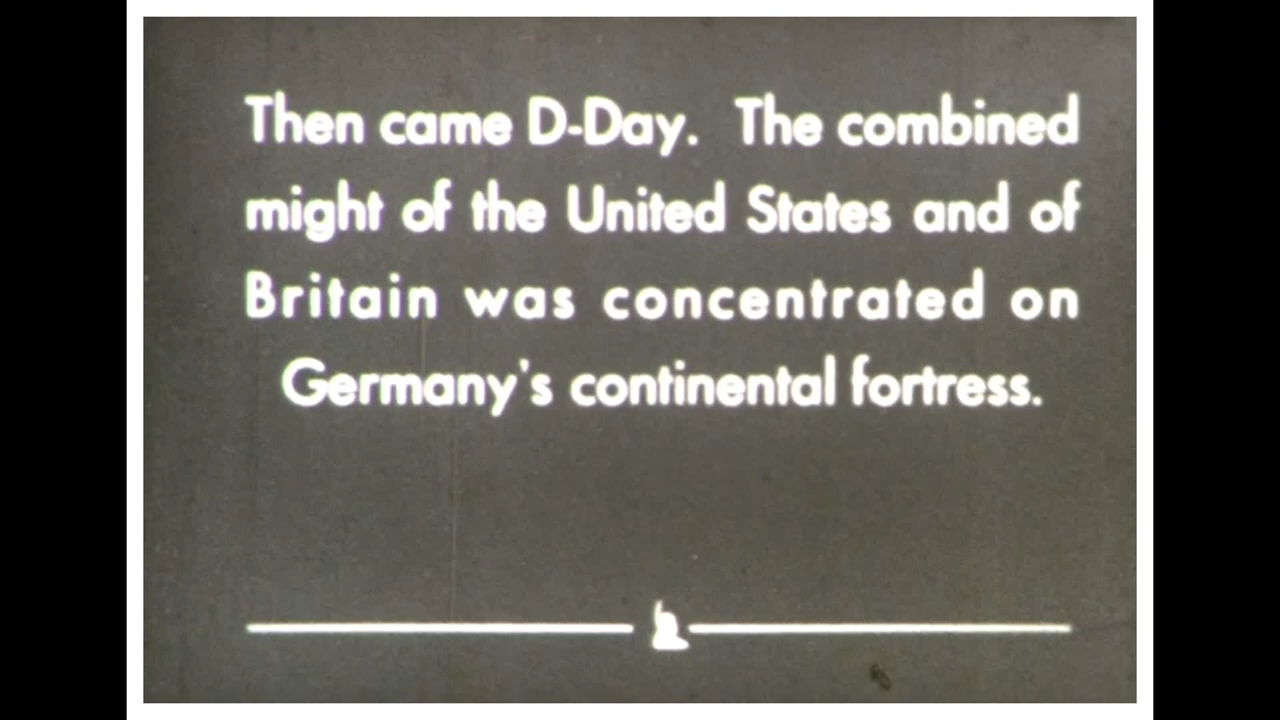 Then came D-Day. The combined
might of the United States and of
Britain was concentrated on
Germany's continental fortress.